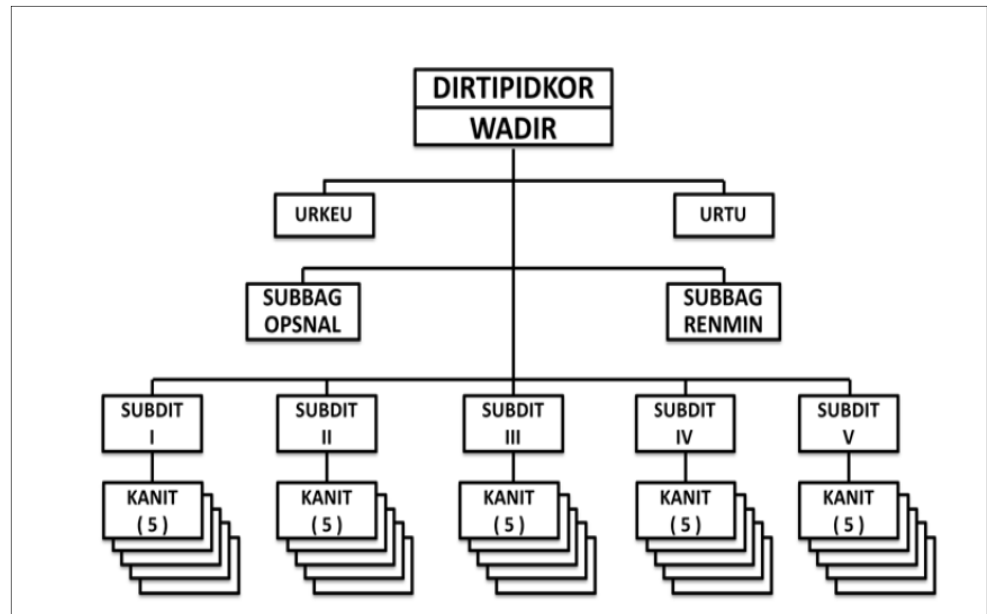 DIRTIPIDKOR
WADIR
URKEU
URTU
SUBBAG
OPSNAL
SUBBAG
RENMIN
SUBDIT
I
SUBDIT
II
SUBDIT
III
SUBDIT
IV
SUBDIT
V
KANIT
( 5 )
KANIT
( 5 )
KANIT
( 5 )
KANIT
( 5 )
KANIT
( 5 )